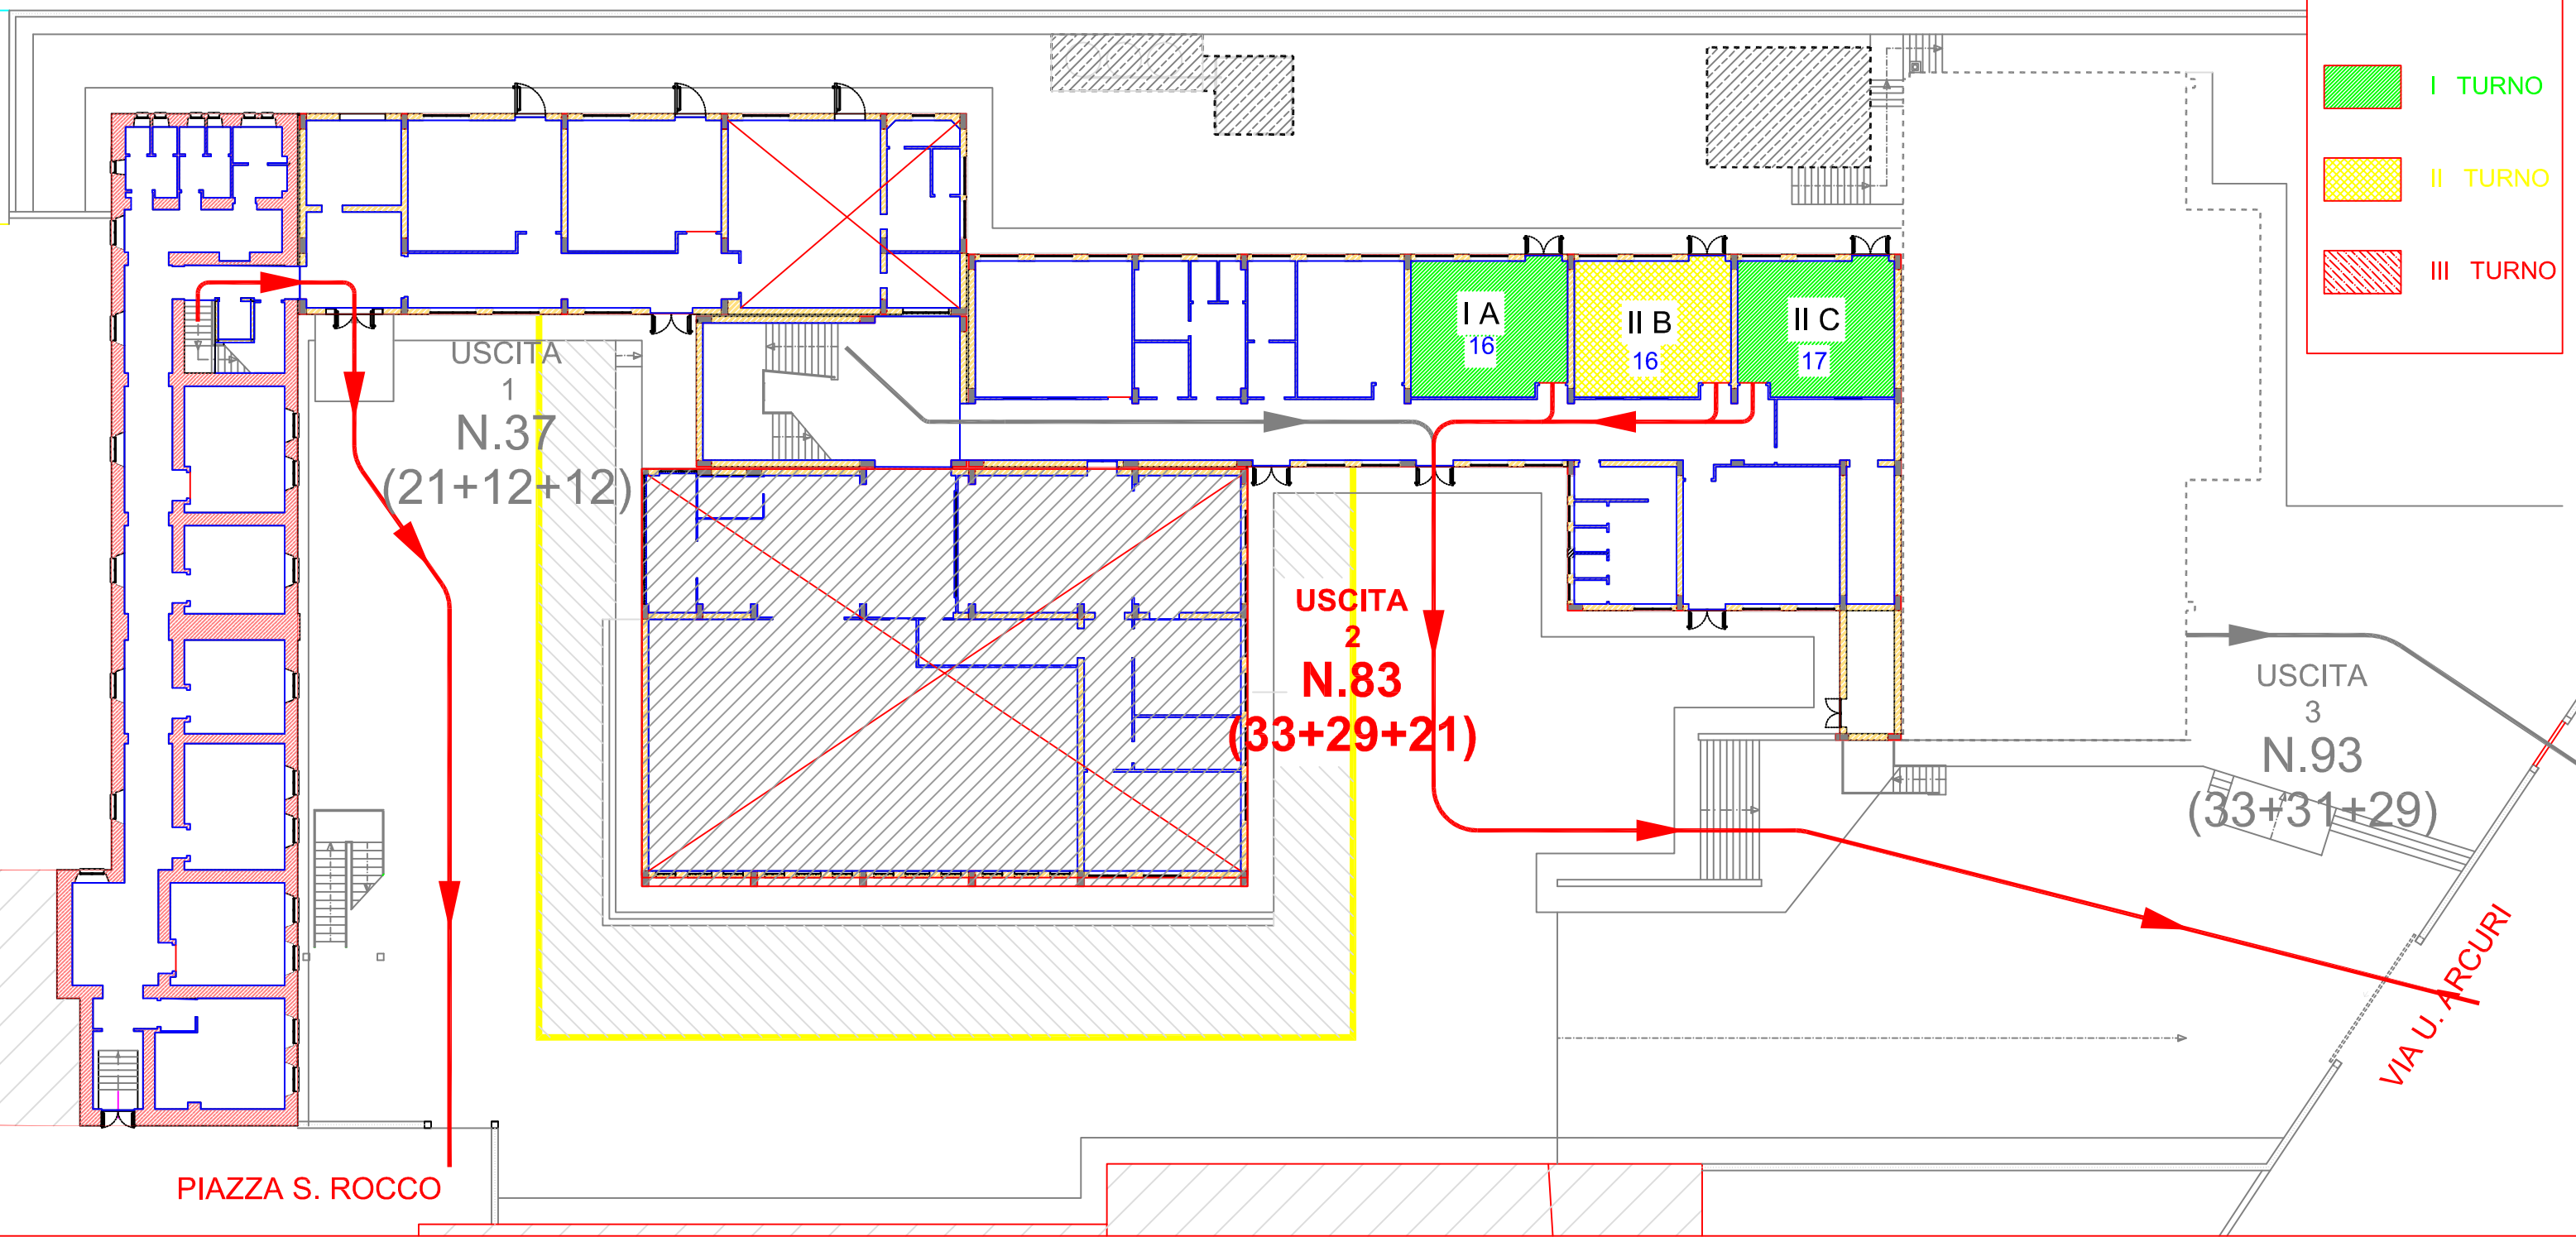 I TURNO
II TURNO
III TURNO
I A
16
II B
16
II C
17
USCITA
1
N.37
(21+12+12)
USCITA
2
N.83
(33+29+21)
USCITA
3
N.93
(33+31+29)
VIA U. ARCURI
PIAZZA S. ROCCO